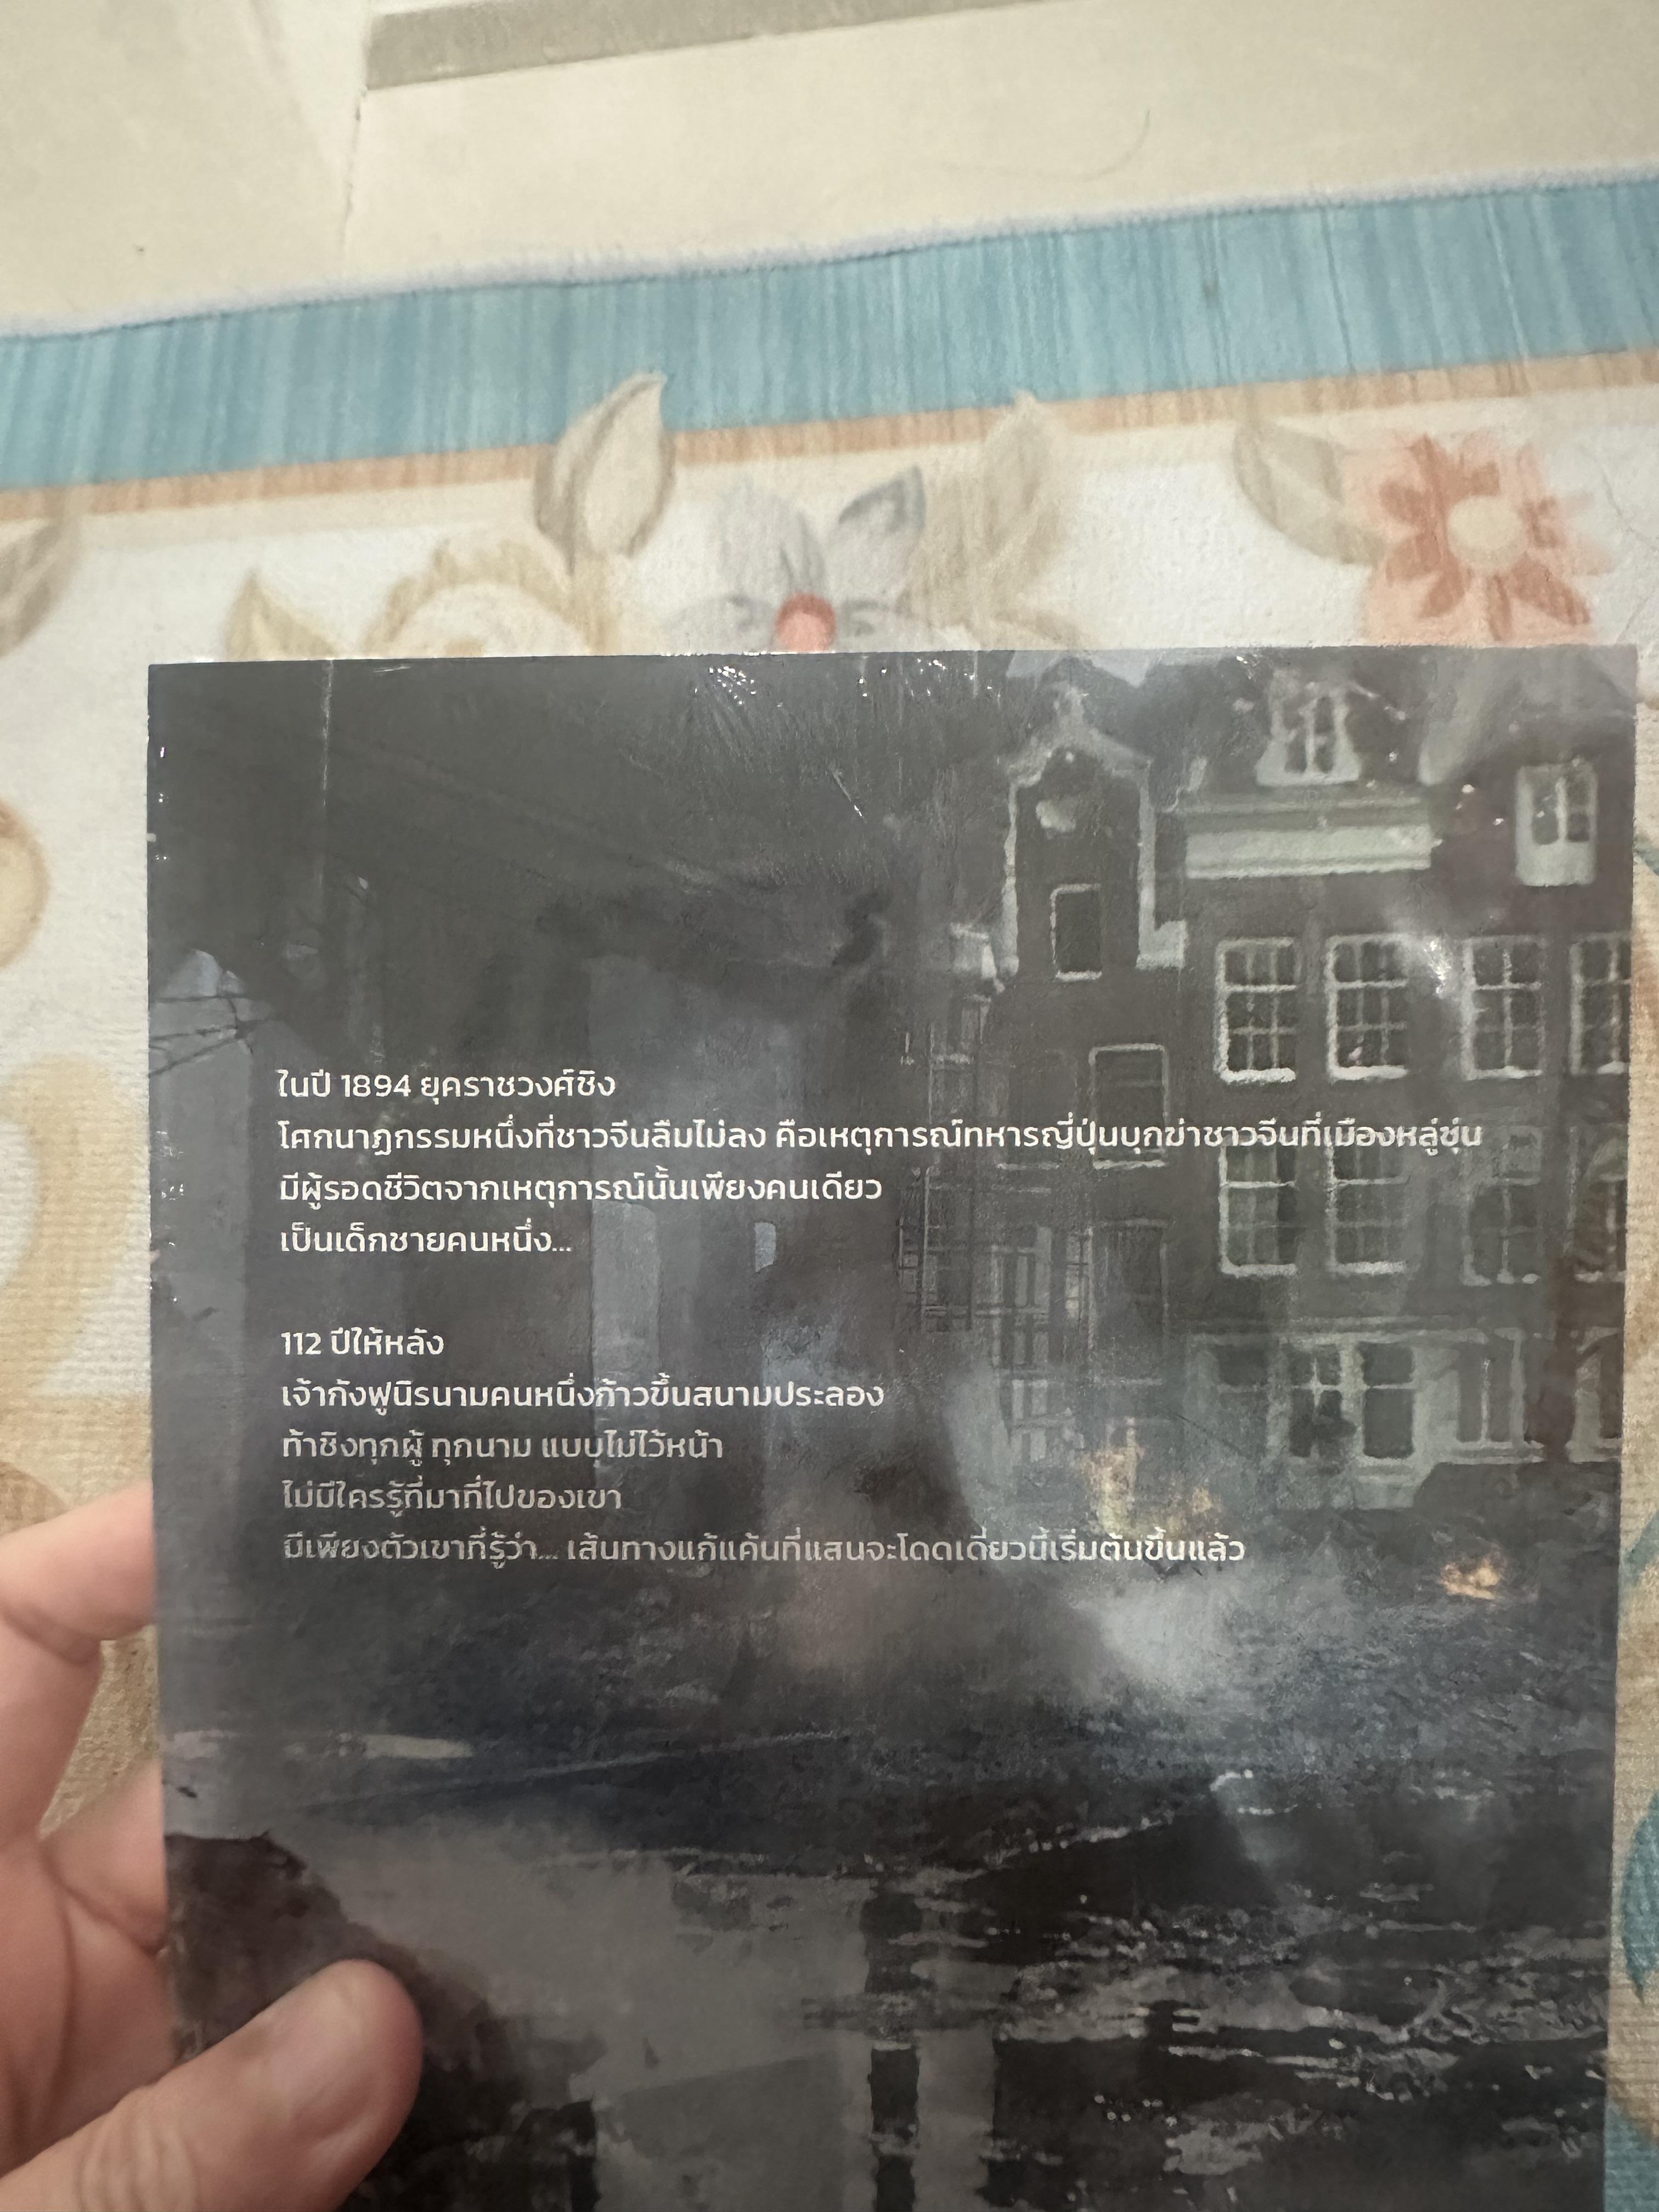 ในปี 1894 ยุคราชวงศ์ชิง
โศกนาฏกรรมหนึ่งที่ชาวจีนลืมไม่ลง คือเหตุการณ์ทหารญี่ปุ่นบุกฆ่าชาวจีนที่เมืองหลู่ซุ่น
มีผู้รอดชีวิตจากเหตุการณ์นั้นเพียงคนเดียว
เป็นเด็กชายคนหนึ่ง...
112 ปีให้หลัง
เจ้ากังฟูนิรนามคนหนึ่งก้าวขึ้นสนามประลอง
ท้าชิงทุกผู้ ทุกนาม แบบไม่ไว้หน้า
ไม่มีใครรู้ที่มาที่ไปของเขา
มีเพียงตัวเขาที่รู้ว่า... เส้นทางแก้แค้นที่แสนจะโดดเดี่ยวนี้เริ่มต้นขึ้นแล้ว